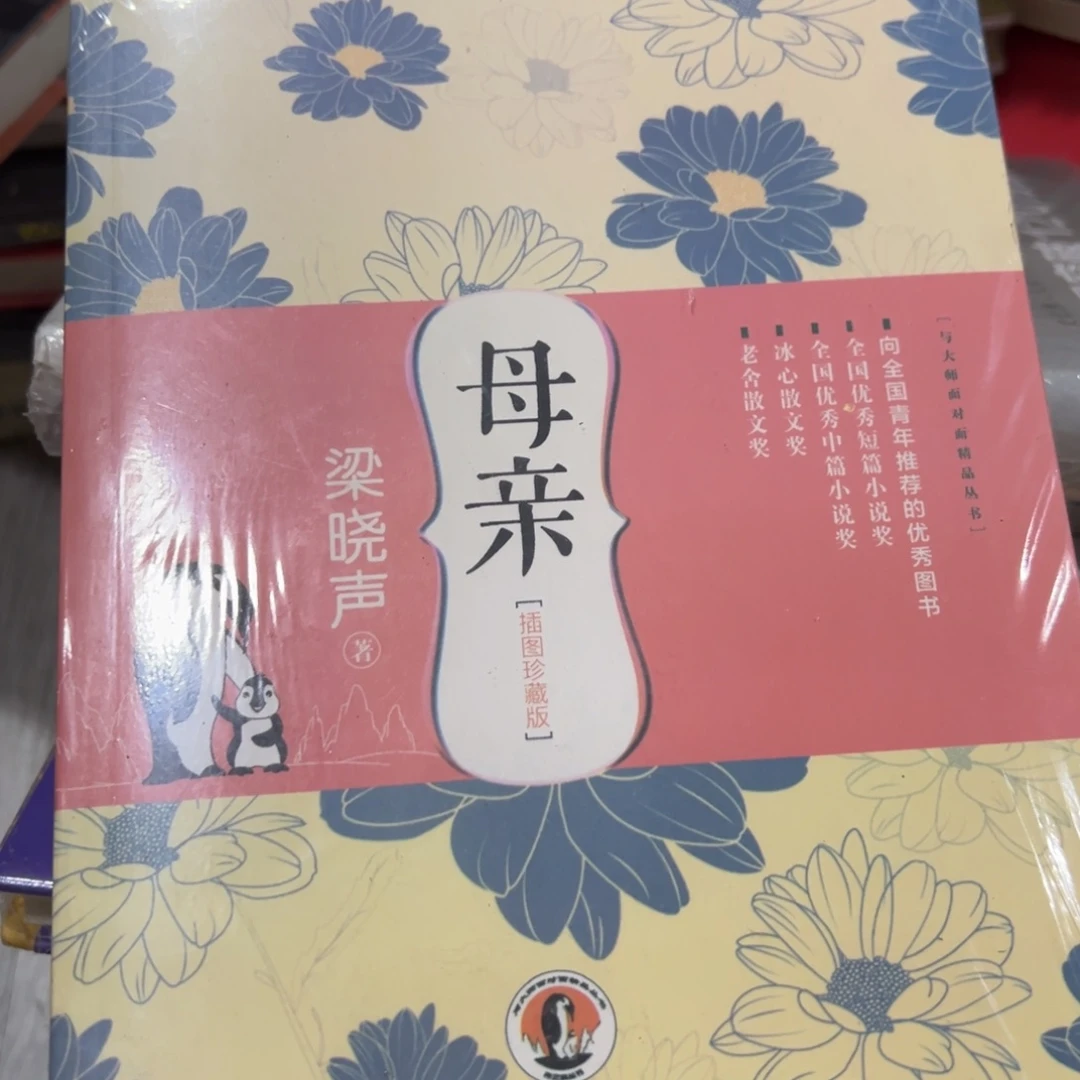 [与大师面对面精品丛书]
向全国青年推荐的优秀图书
全国优秀短篇小说奖
全国优秀中篇小说奖
冰心散文奖
老舍散文奖
母亲
[插图珍藏版]
梁晓声 著